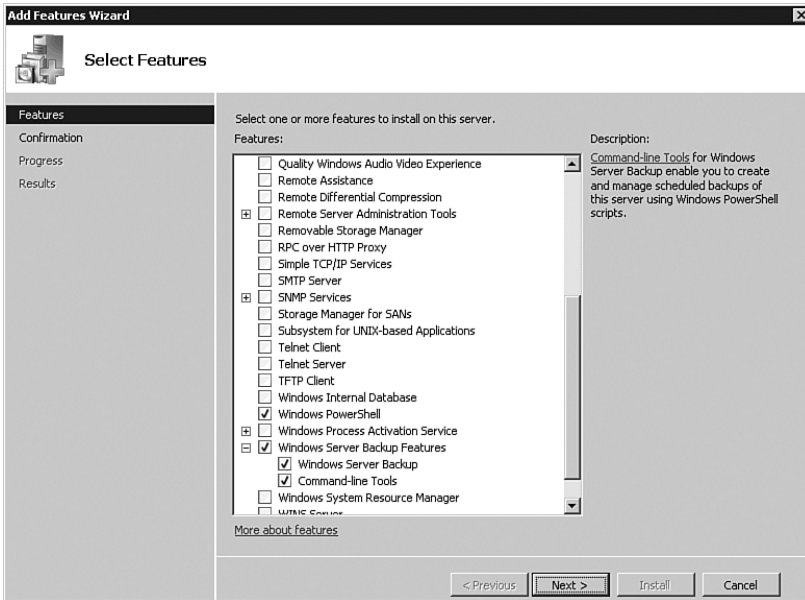 Add Features Wizard
Select Features
Features
Confirmation
Progress
Results
Select one or more features to install on this server.
Features:
Quality Windows Audio Video Experience
Remote Assistance
Remote Differential Compression
Remote Server Administration Tools
Removable Storage Manager
RPC over HTTP Proxy
Simple TCP/IP Services
SMTP Server
SNMP Services
Storage Manager for SANs
Subsystem for UNIX-based Applications
Telnet Client
Telnet Server
TFTP Client
Windows Internal Database
Windows PowerShell
Windows Process Activation Service
Windows Server Backup Features
Windows Server Backup
Command-line Tools
Windows System Resource Manager
WINS Server
More about features
Description:
Command-line Tools for Windows
Server Backup enable you to create
and manage scheduled backups of
this server using Windows PowerShell
scripts.
< Previous
Next >
Install
Cancel